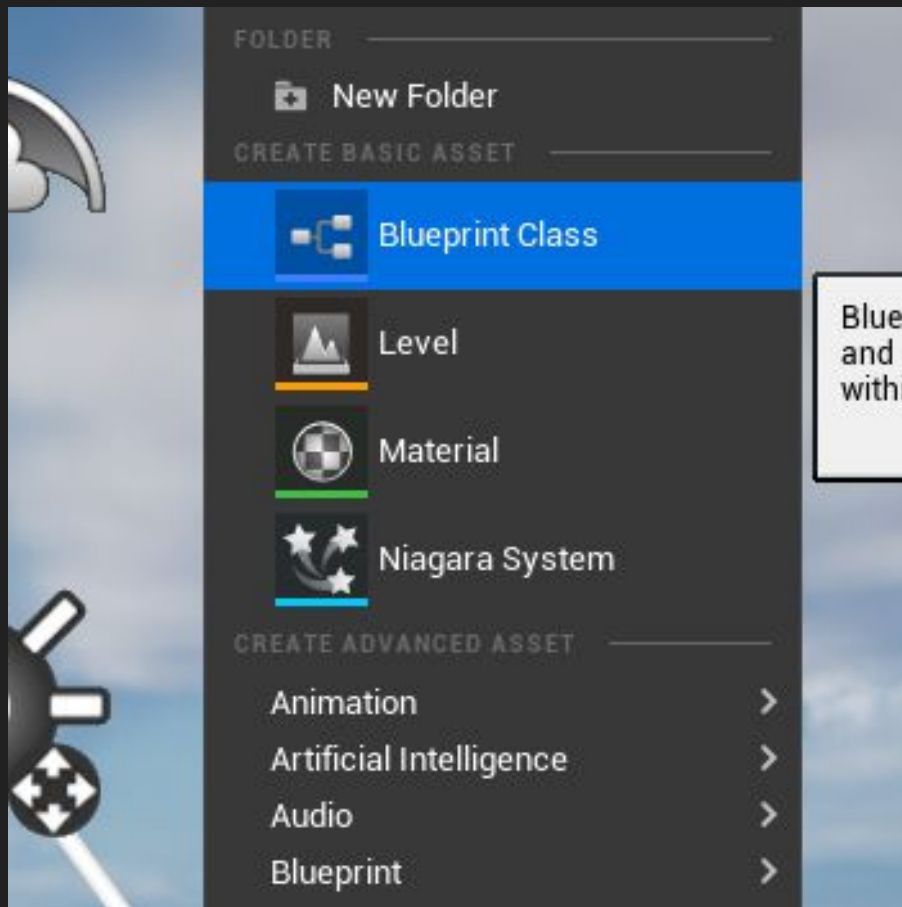 FOLDER
New Folder
CREATE BASIC ASSET
Blueprint Class
Level
Material
Niagara System
CREATE ADVANCED ASSET
Animation
Artificial Intelligence
Audio
Blueprint
Blue
and
withi